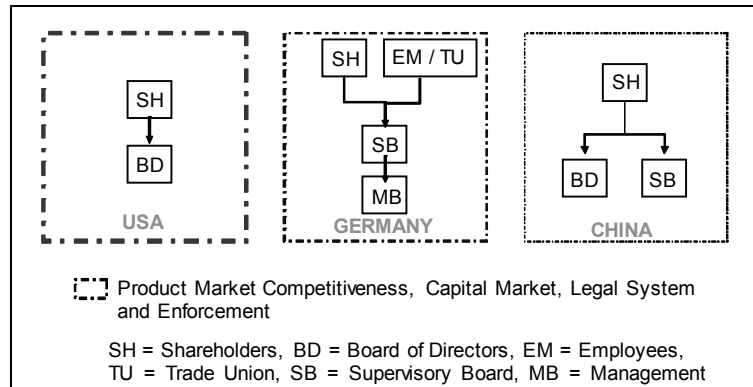 SH
BD
USA
SH
EM / TU
SB
MB
GERMANY
SH
BD
SB
CHINA
Product Market Competitiveness, Capital Market, Legal System
and Enforcement
SH = Shareholders, BD = Board of Directors, EM = Employees,
TU = Trade Union, SB = Supervisory Board, MB = Management